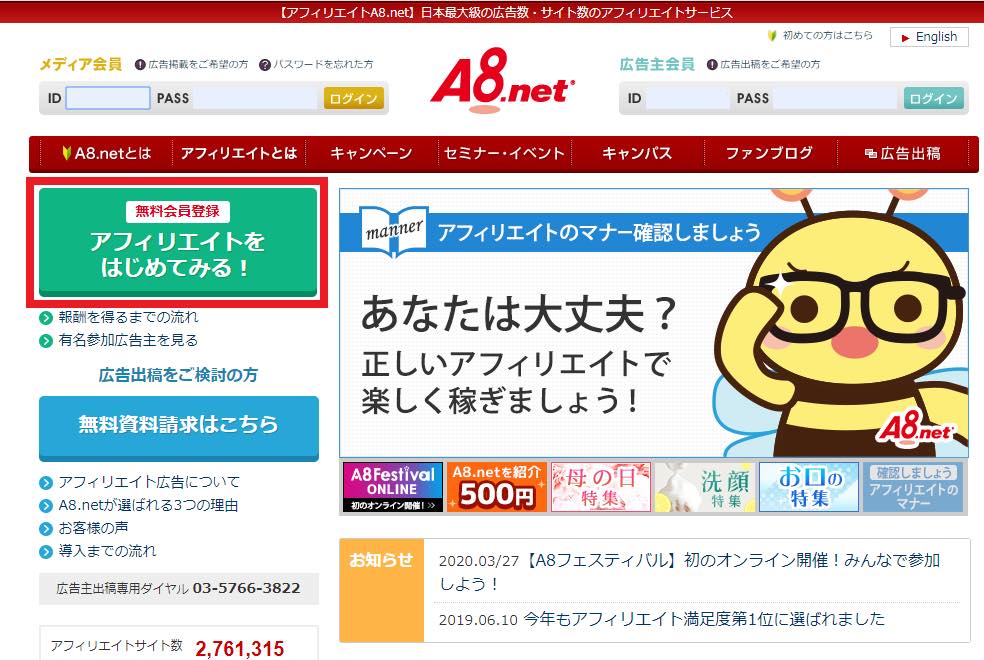 【アフィリエイトA8.net】日本最大級の広告数・サイト数のアフィリエイトサービス
初めての方はこちら
English
メディア会員 広告掲載をご希望の方 パスワードを忘れた方
ID PASS ログイン
A8.net
広告主会員 広告出稿をご希望の方
ID PASS ログイン
A8.netとは アフィリエイトとは キャンペーン セミナー・イベント キャンパス ファンブログ 広告出稿
無料会員登録
アフィリエイトを
はじめてみる！
報酬を得るまでの流れ
有名参加広告主を見る
広告出稿をご検討の方
無料資料請求はこちら
アフィリエイト広告について
A8.netが選ばれる3つの理由
お客様の声
導入までの流れ
広告主出稿専用ダイヤル 03-5766-3822
アフィリエイトサイト数 2,761,315
manner アフィリエイトのマナー確認しましょう
あなたは大丈夫？
正しいアフィリエイトで
楽しく稼ぎましょう！
A8.net
A8Festival
ONLINE
初のオンライン開催！>>
A8.netを紹介
500円
母の日
特集
洗顔
特集
お口の
特集
確認しましょう
アフィリエイトの
マナー
お知らせ
2020.03/27【A8フェスティバル】初のオンライン開催！みんなで参加
しよう！
2019.06.10 今年もアフィリエイト満足度第1位に選ばれました